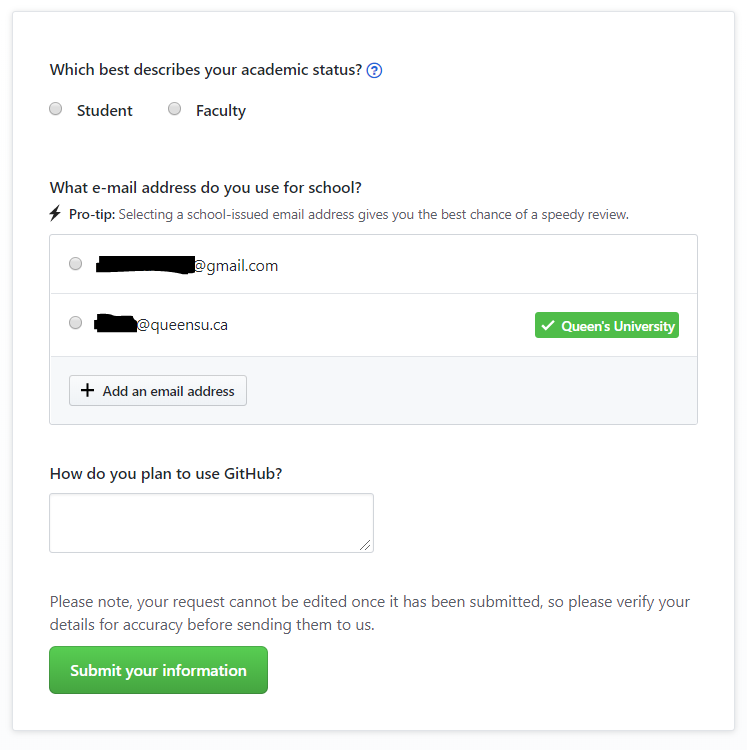 Which best describes your academic status? ?
Student Faculty
What e-mail address do you use for school?
Pro-tip: Selecting a school-issued email address gives you the best chance of a speedy review.
@gmail.com
@queensu.ca Queen's University
Add an email address
How do you plan to use GitHub?
Please note, your request cannot be edited once it has been submitted, so please verify your
details for accuracy before sending them to us.
Submit your information